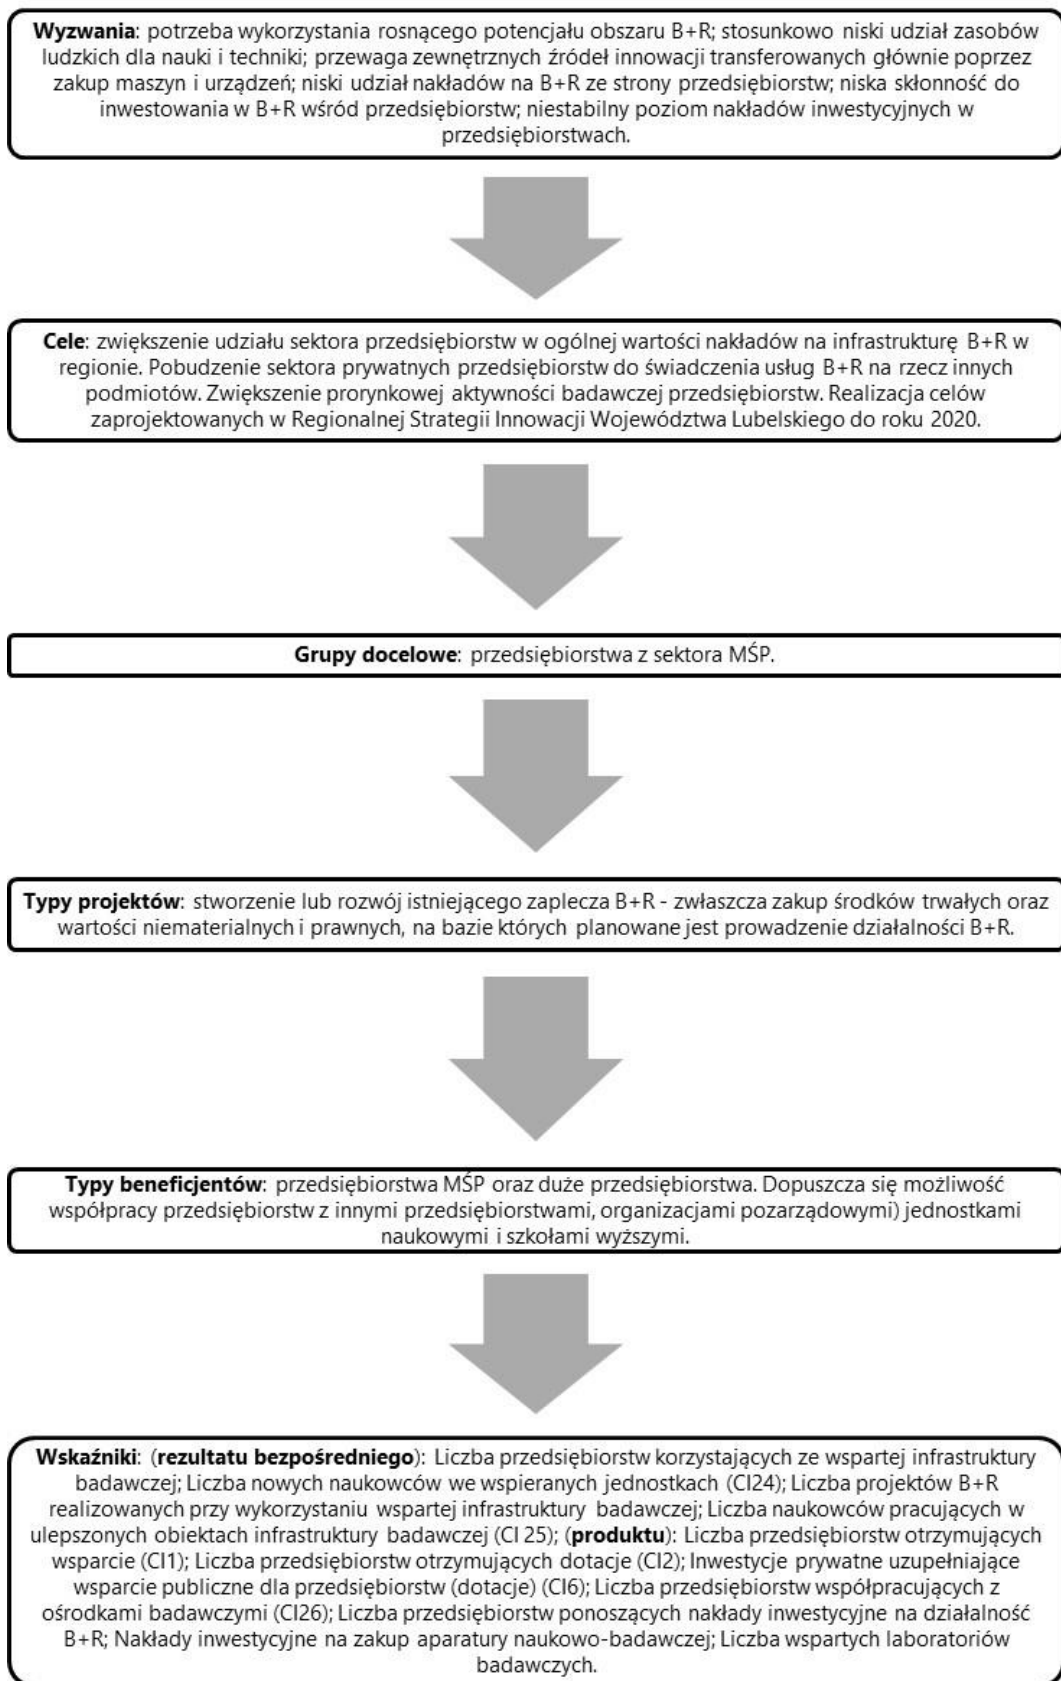 Wyzwania: potrzeba wykorzystania rosnącego potencjału obszaru B+R; stosunkowo niski udział zasobów
ludzkich dla nauki i techniki; przewaga zewnętrznych źródeł innowacji transferowanych głównie poprzez
zakup maszyn i urządzeń; niski udział nakładów na B+R ze strony przedsiębiorstw; niska skłonność do
inwestowania w B+R wśród przedsiębiorstw; niestabilny poziom nakładów inwestycyjnych w
przedsiębiorstwach.
Cele: zwiększenie udziału sektora przedsiębiorstw w ogólnej wartości nakładów na infrastrukturę B+R w
regionie. Pobudzenie sektora prywatnych przedsiębiorstw do świadczenia usług B+R na rzecz innych
podmiotów. Zwiększenie prorynkowej aktywności badawczej przedsiębiorstw. Realizacja celów
zaprojektowanych w Regionalnej Strategii Innowacji Województwa Lubelskiego do roku 2020.
Grupy docelowe: przedsiębiorstwa z sektora MŚP.
Typy projektów: stworzenie lub rozwój istniejącego zaplecza B+R - zwłaszcza zakup środków trwałych oraz
wartości niematerialnych i prawnych, na bazie których planowane jest prowadzenie działalności B+R.
Typy beneficjentów: przedsiębiorstwa MŚP oraz duże przedsiębiorstwa. Dopuszcza się możliwość
współpracy przedsiębiorstw z innymi przedsiębiorstwami, organizacjami pozarządowymi) jednostkami
naukowymi i szkołami wyższymi.
Wskaźniki: (rezultatu bezpośredniego): Liczba przedsiębiorstw korzystających ze wspartej infrastruktury
badawczej; Liczba nowych naukowców we wspieranych jednostkach (CI24); Liczba projektów B+R
realizowanych przy wykorzystaniu wspartej infrastruktury badawczej; Liczba naukowców pracujących w
ulepszonych obiektach infrastruktury badawczej (CI 25); (produktu): Liczba przedsiębiorstw otrzymujących
wsparcie (CI1); Liczba przedsiębiorstw otrzymujących dotacje (CI2); Inwestycje prywatne uzupełniające
wsparcie publiczne dla przedsiębiorstw (dotacje) (CI6); Liczba przedsiębiorstw współpracujących z
ośrodkami badawczymi (CI26); Liczba przedsiębiorstw ponoszących nakłady inwestycyjne na działalność
B+R; Nakłady inwestycyjne na zakup aparatury naukowo-badawczej; Liczba wspartych laboratoriów
badawczych.